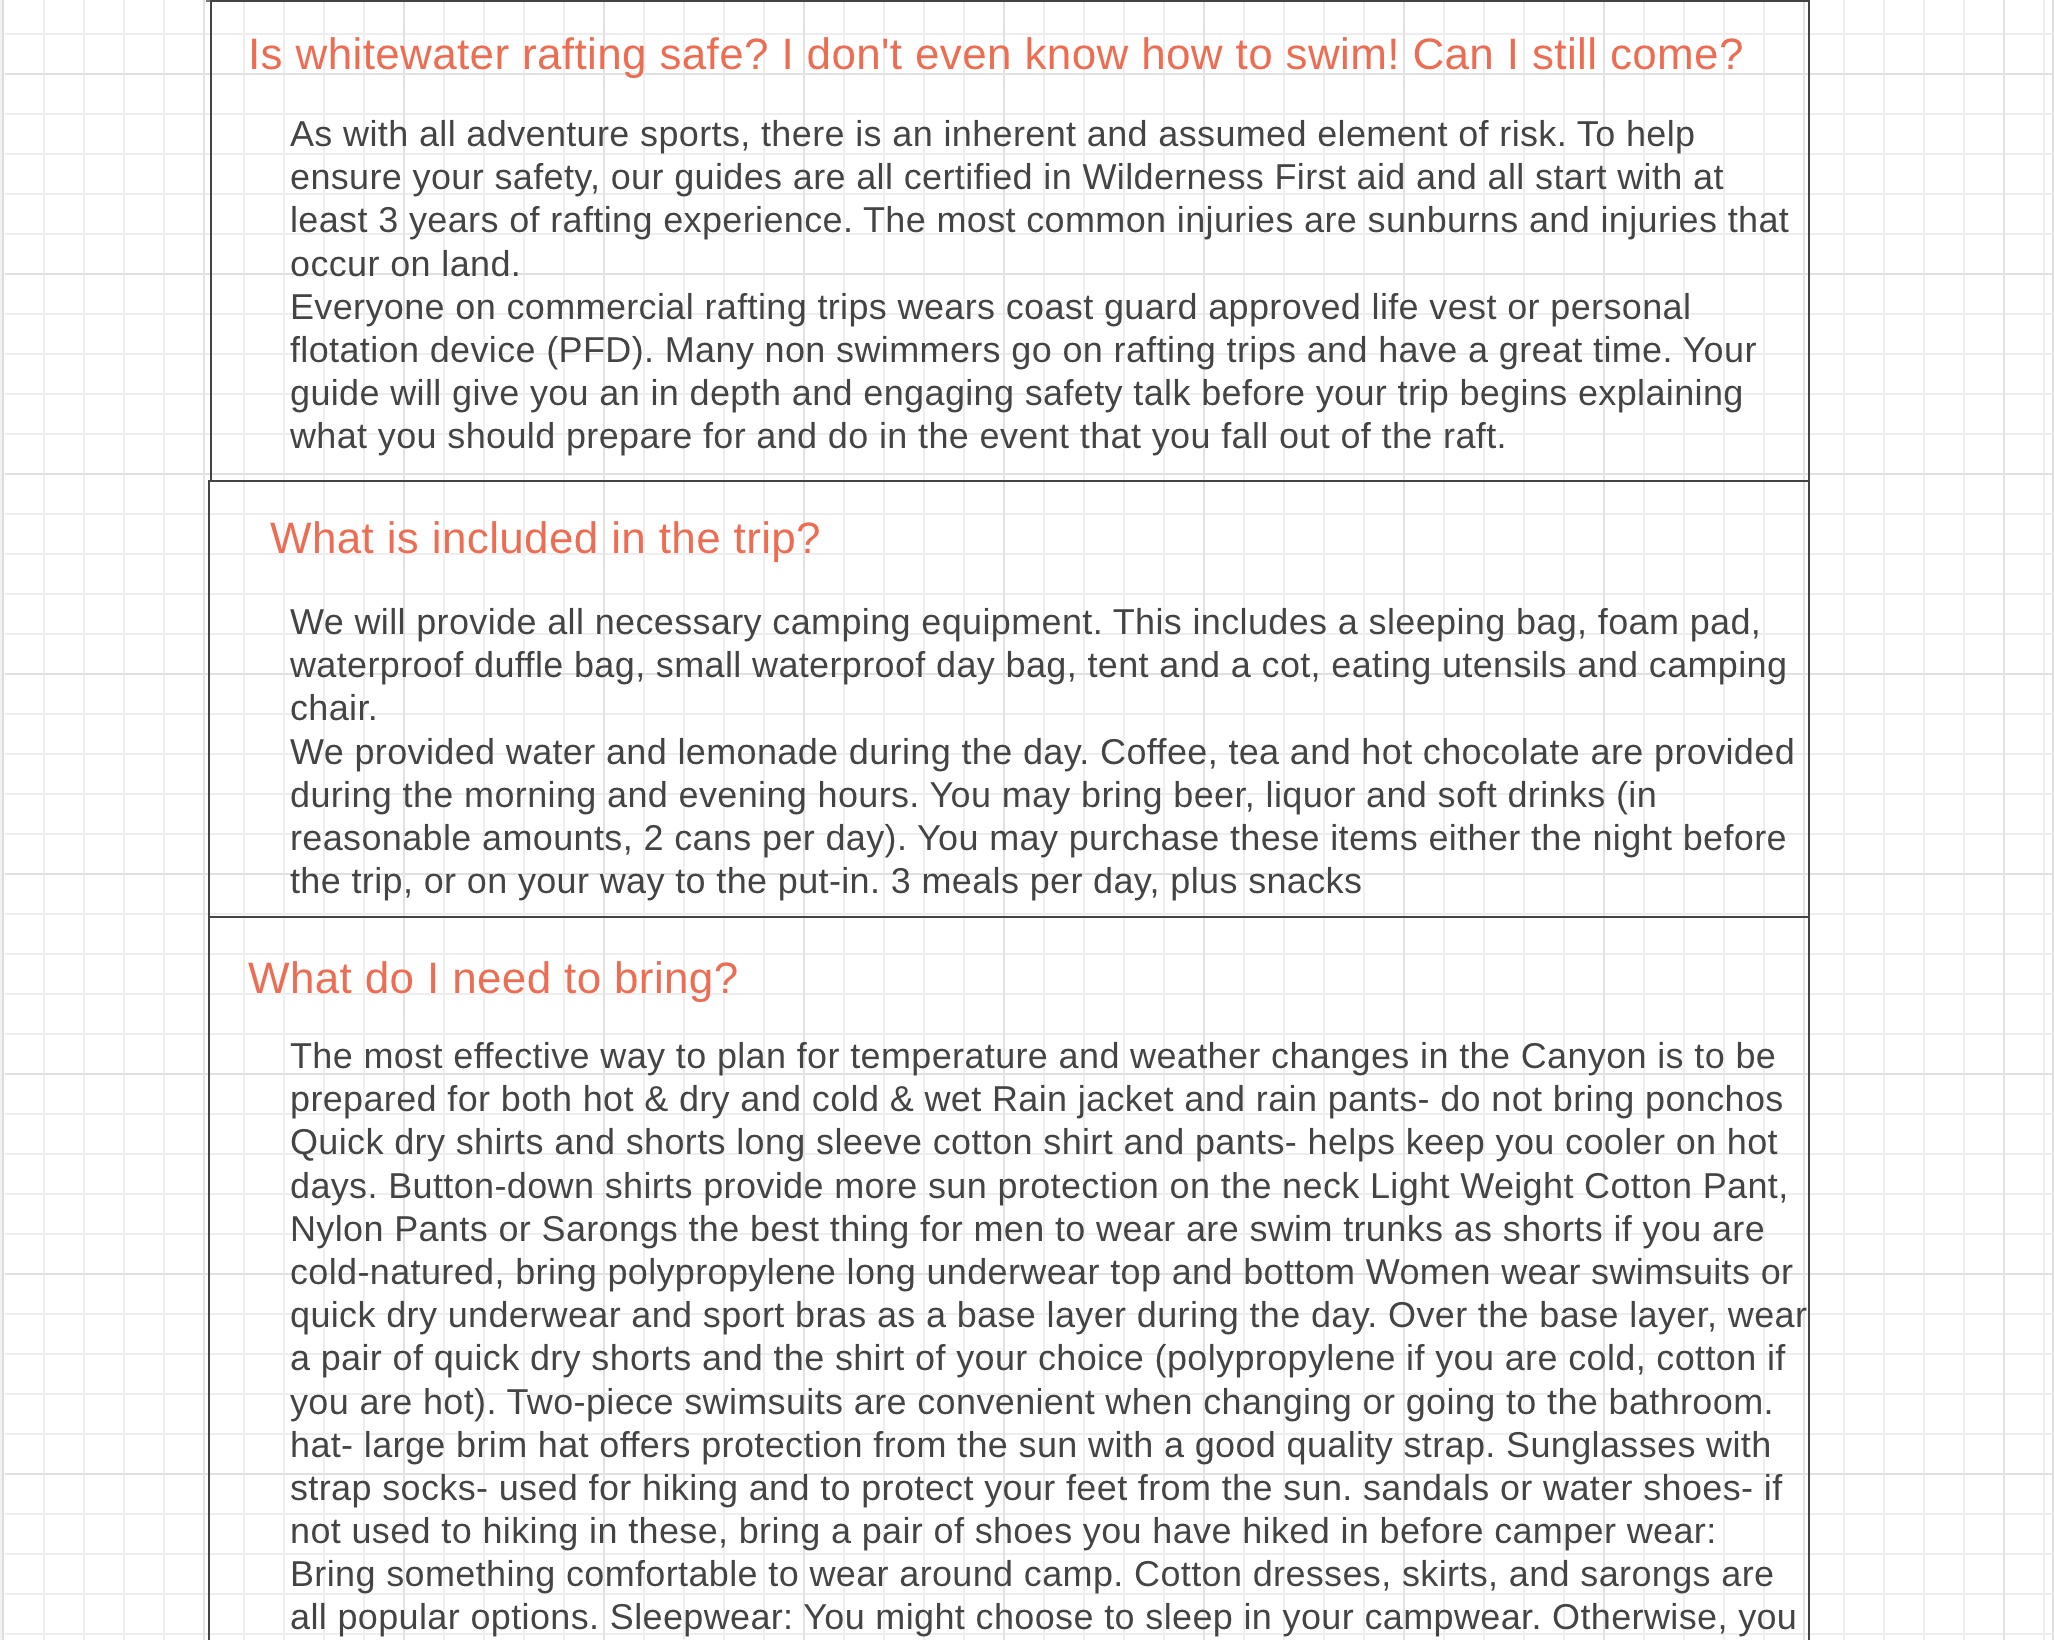 Is whitewater rafting safe? I don't even know how to swim! Can I still come?
As with all adventure sports, there is an inherent and assumed element of risk. To help
ensure your safety, our guides are all certified in Wilderness First aid and all start with at
least 3 years of rafting experience. The most common injuries are sunburns and injuries that
occur on land.
Everyone on commercial rafting trips wears coast guard approved life vest or personal
flotation device (PFD). Many non swimmers go on rafting trips and have a great time. Your
guide will give you an in depth and engaging safety talk before your trip begins explaining
what you should prepare for and do in the event that you fall out of the raft.
What is included in the trip?
We will provide all necessary camping equipment. This includes a sleeping bag, foam pad,
waterproof duffle bag, small waterproof day bag, tent and a cot, eating utensils and camping
chair.
We provided water and lemonade during the day. Coffee, tea and hot chocolate are provided
during the morning and evening hours. You may bring beer, liquor and soft drinks (in
reasonable amounts, 2 cans per day). You may purchase these items either the night before
the trip, or on your way to the put-in. 3 meals per day, plus snacks
What do I need to bring?
The most effective way to plan for temperature and weather changes in the Canyon is to be
prepared for both hot & dry and cold & wet Rain jacket and rain pants- do not bring ponchos
Quick dry shirts and shorts long sleeve cotton shirt and pants- helps keep you cooler on hot
days. Button-down shirts provide more sun protection on the neck Light Weight Cotton Pant,
Nylon Pants or Sarongs the best thing for men to wear are swim trunks as shorts if you are
cold-natured, bring polypropylene long underwear top and bottom Women wear swimsuits or
quick dry underwear and sport bras as a base layer during the day. Over the base layer, wear
a pair of quick dry shorts and the shirt of your choice (polypropylene if you are cold, cotton if
you are hot). Two-piece swimsuits are convenient when changing or going to the bathroom.
hat- large brim hat offers protection from the sun with a good quality strap. Sunglasses with
strap socks- used for hiking and to protect your feet from the sun. sandals or water shoes- if
not used to hiking in these, bring a pair of shoes you have hiked in before camper wear:
Bring something comfortable to wear around camp. Cotton dresses, skirts, and sarongs are
all popular options. Sleepwear: You might choose to sleep in your campwear. Otherwise, you